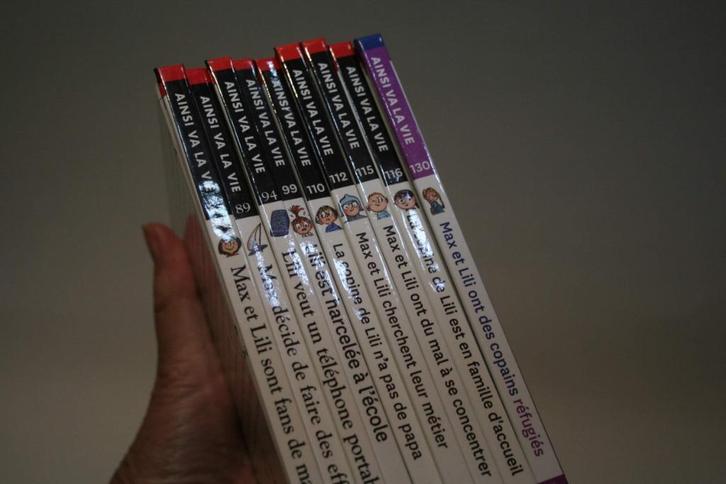 AINSI VA LA VIE
Max et Lili sont fans de
AINSI VA LA VIE
89
Max décide de faire des
AINSI VA LA VIE
94
Lili veut un téléphone
AINSI VA LA VIE
99
Lili est harcelée à l'école
AINSI VA LA VIE
110
La copine de Lili n'a pas de papa
AINSI VA LA VIE
112
Max et Lili cherchent leur métier
AINSI VA LA VIE
115
Max et Lili ont du mal à se concentrer
AINSI VA LA VIE
116
La copine de Lili est en famille d'accueil
AINSI VA LA VIE
130
Max et Lili ont des copains réfugiés